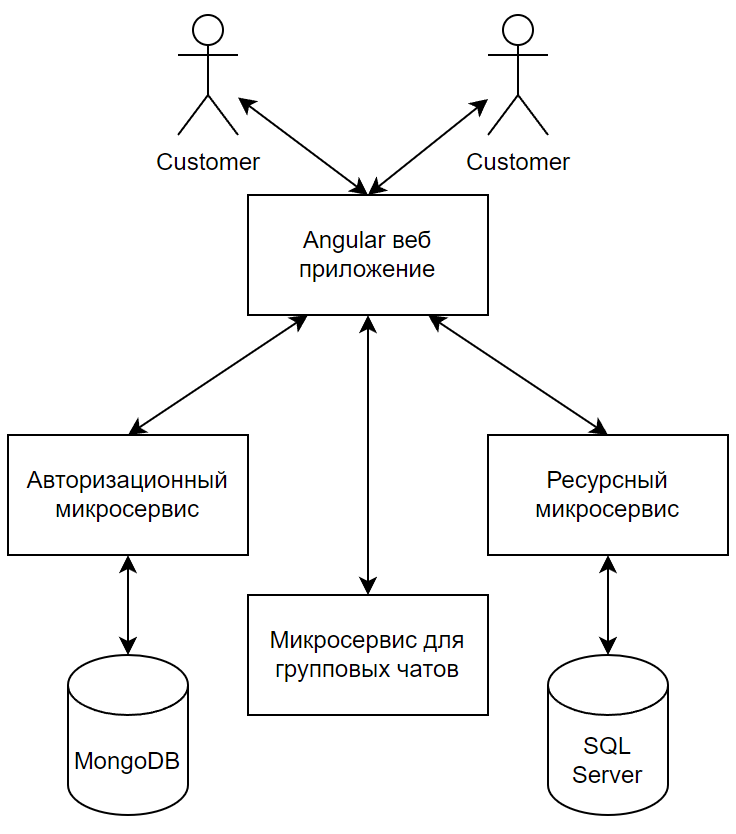 Customer
Customer
Angular веб
приложение
Авторизационный
микросервис
Ресурсный
микросервис
Микросервис для
групповых чатов
MongoDB
SQL
Server